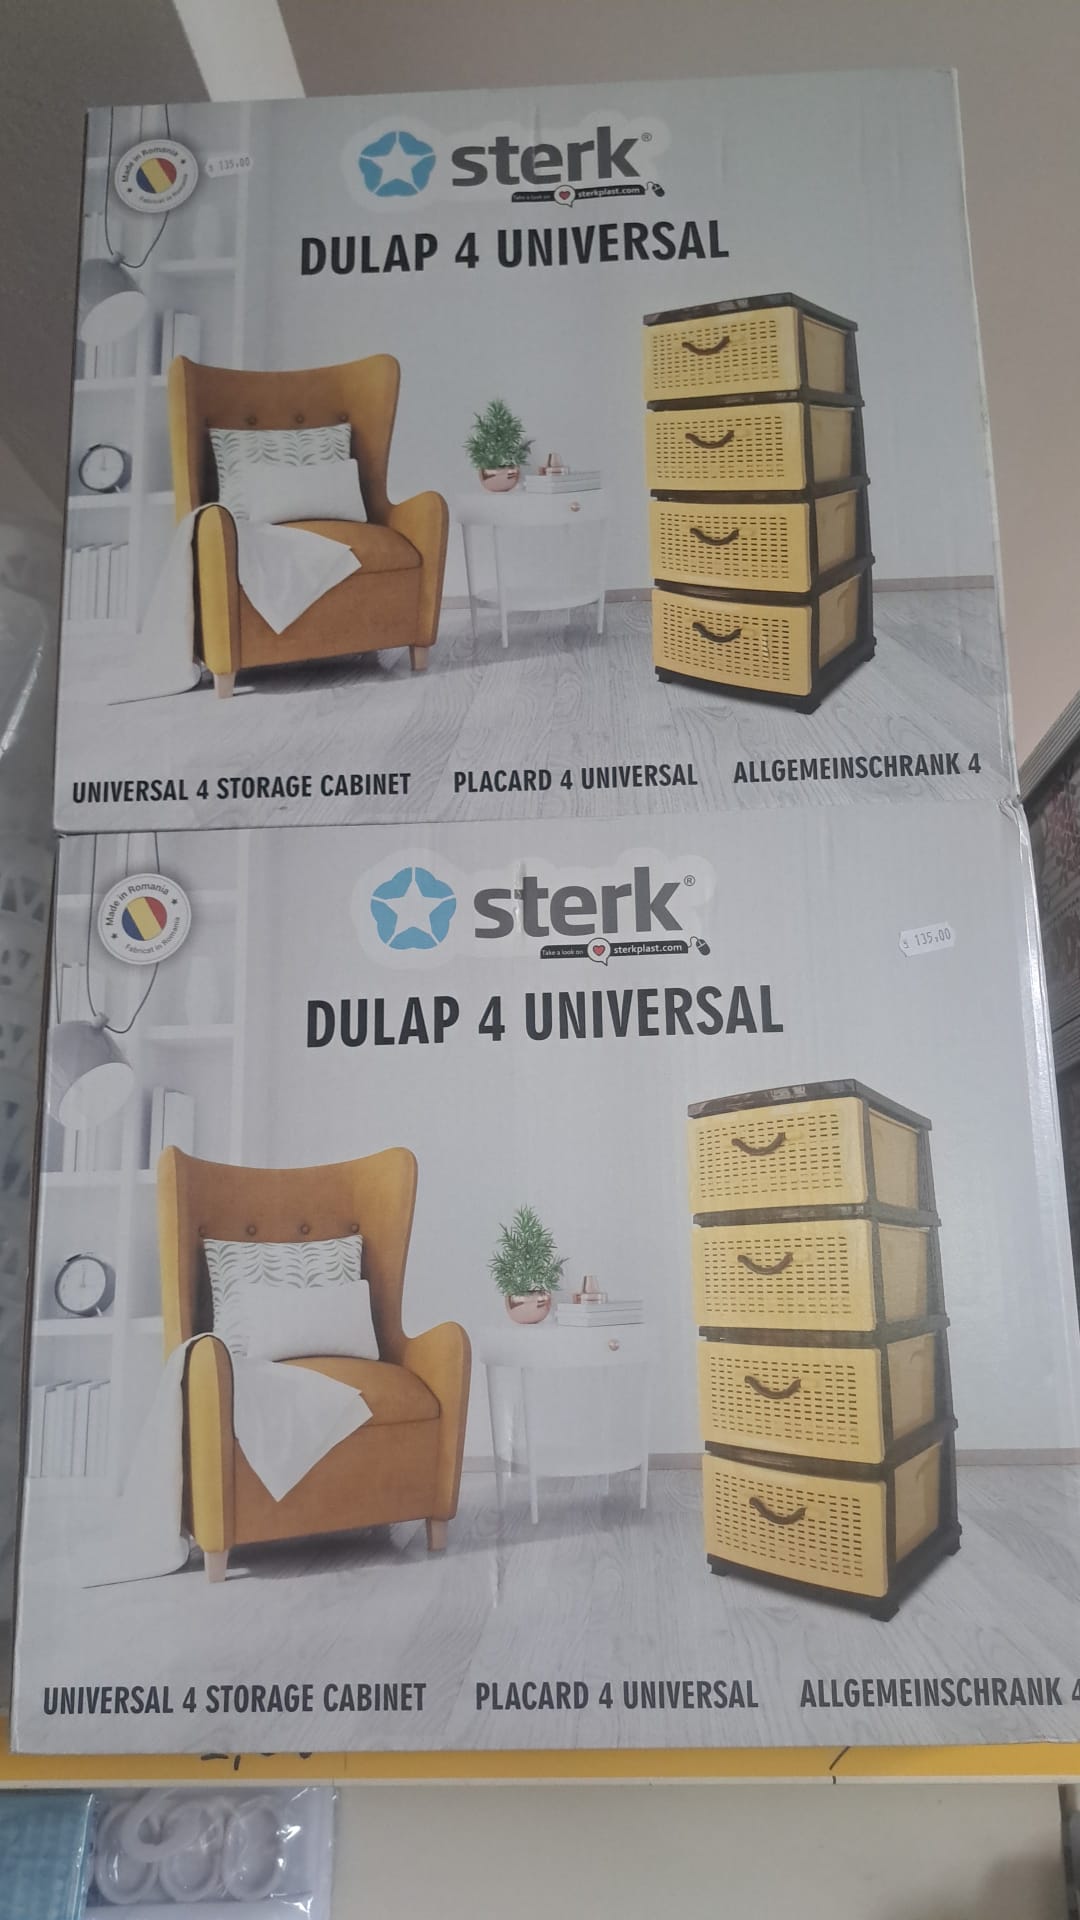 Made in Romania
Fabricat in Romania
135,00
sterk®
Take a look on sterkplast.com
DULAP 4 UNIVERSAL
UNIVERSAL 4 STORAGE CABINET PLACARD 4 UNIVERSAL ALLGEMEINSCHRANK 4
Made in Romania
Fabricat in Romania
sterk®
135,00
Take a look on sterkplast.com
DULAP 4 UNIVERSAL
UNIVERSAL 4 STORAGE CABINET PLACARD 4 UNIVERSAL ALLGEMEINSCHRANK 4